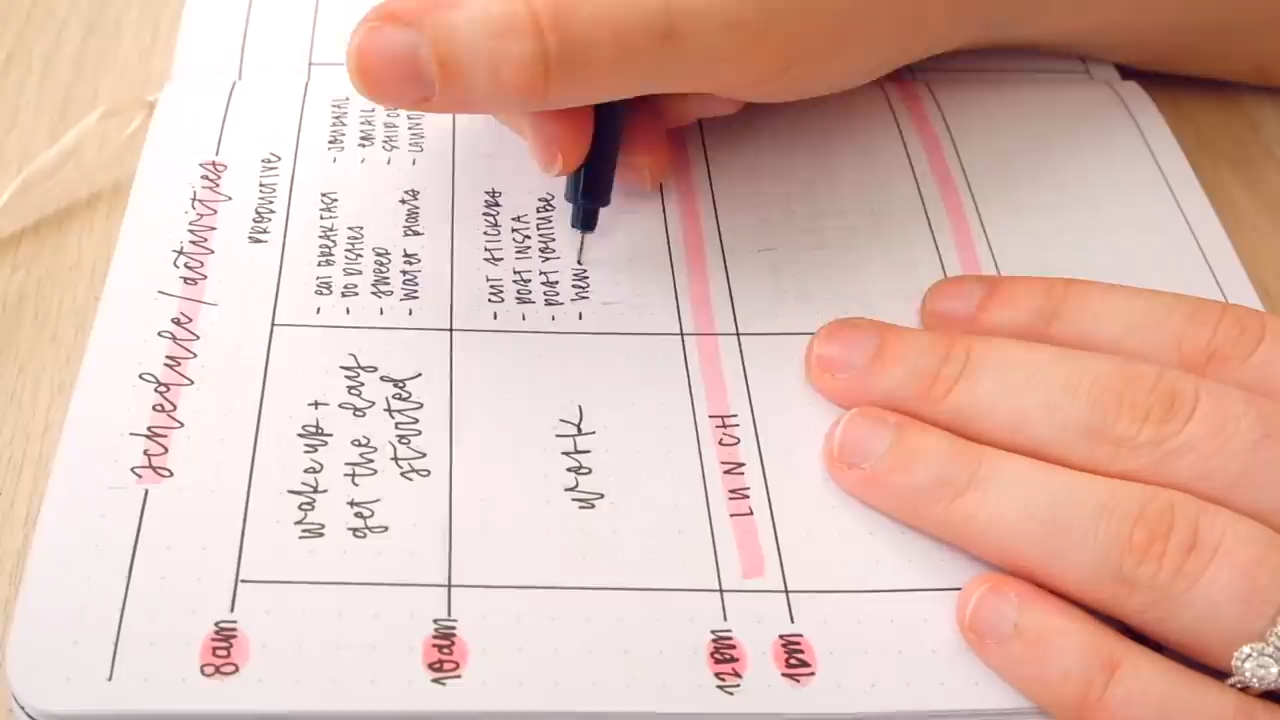 schedule/activities
PRODUCTIVE
8am
wake up +
get the day
started
- eat BREAKFAST
- DO DISHES
- SWEEP
- WATER PLANTS
- JOURNAL
- EMAIL
- SHIP
10am
work
- CUT STICKERS
- POST INSTA
- POST YOUTUBE
- new
12pm
LUNCH
1pm